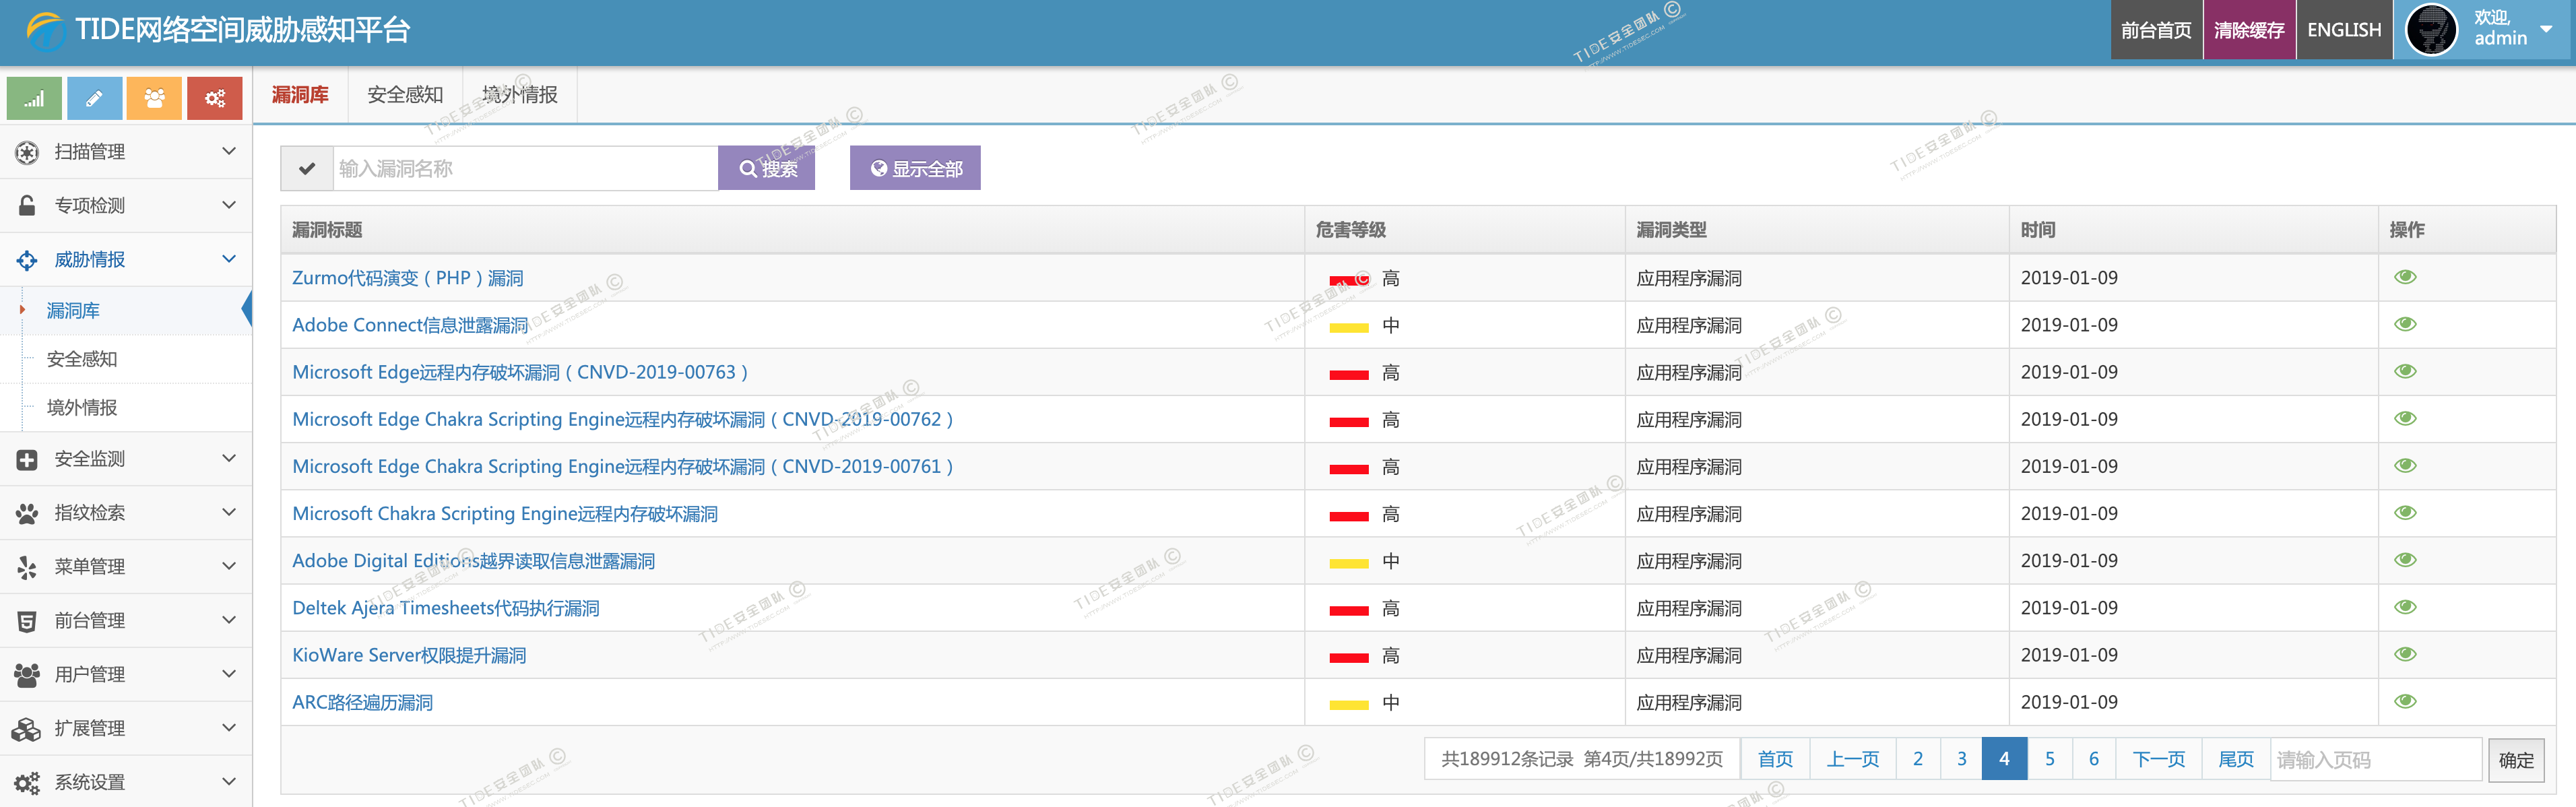 TIDE网络空间威胁感知平台
前台首页 清除缓存 ENGLISH 欢迎, admin
漏洞库 安全感知 境外情报
扫描管理
专项检测
威胁情报
漏洞库
安全感知
境外情报
安全监测
指纹检索
菜单管理
前台管理
用户管理
扩展管理
系统设置
输入漏洞名称 搜索 显示全部
漏洞标题 危害等级 漏洞类型 时间 操作
Zurmo代码演变（PHP）漏洞 高 应用程序漏洞 2019-01-09
Adobe Connect信息泄露漏洞 中 应用程序漏洞 2019-01-09
Microsoft Edge远程内存破坏漏洞（CNVD-2019-00763） 高 应用程序漏洞 2019-01-09
Microsoft Edge Chakra Scripting Engine远程内存破坏漏洞（CNVD-2019-00762） 高 应用程序漏洞 2019-01-09
Microsoft Edge Chakra Scripting Engine远程内存破坏漏洞（CNVD-2019-00761） 高 应用程序漏洞 2019-01-09
Microsoft Chakra Scripting Engine远程内存破坏漏洞 高 应用程序漏洞 2019-01-09
Adobe Digital Editions越界读取信息泄露漏洞 中 应用程序漏洞 2019-01-09
Deltek Ajera Timesheets代码执行漏洞 高 应用程序漏洞 2019-01-09
KioWare Server权限提升漏洞 高 应用程序漏洞 2019-01-09
ARC路径遍历漏洞 中 应用程序漏洞 2019-01-09
共189912条记录 第4页/共18992页 首页 上一页 2 3 4 5 6 下一页 尾页 请输入页码 确定
TIDE安全团队 ©
HTTP://WWW.TIDESEC.COM